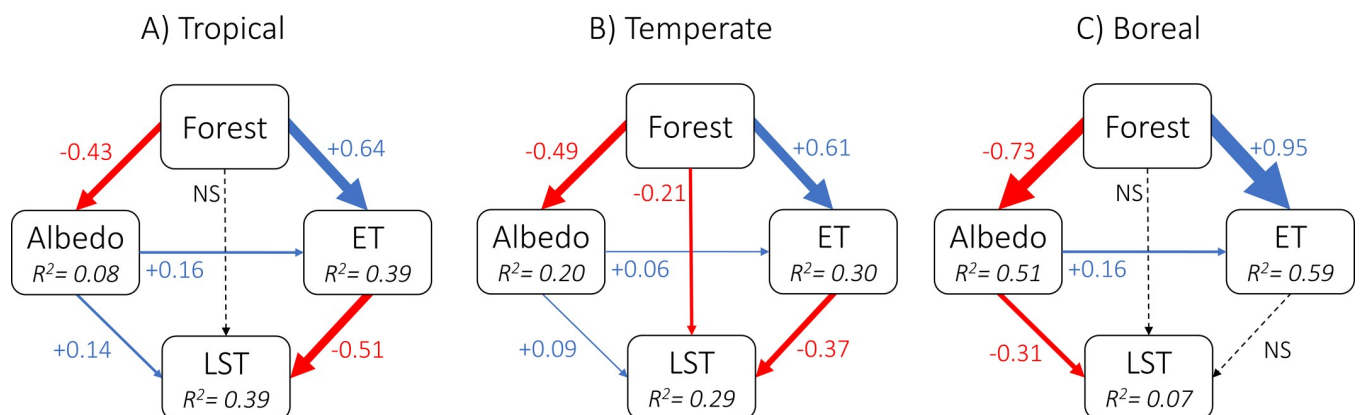 A) Tropical
Forest
-0.43
+0.64
NS
Albedo
R²= 0.08
+0.16
ET
R²= 0.39
+0.14
-0.51
LST
R²= 0.39
B) Temperate
Forest
-0.49
+0.61
-0.21
Albedo
R²= 0.20
+0.06
ET
R²= 0.30
+0.09
-0.37
LST
R²= 0.29
C) Boreal
Forest
-0.73
+0.95
NS
Albedo
R²= 0.51
+0.16
ET
R²= 0.59
-0.31
NS
LST
R²= 0.07